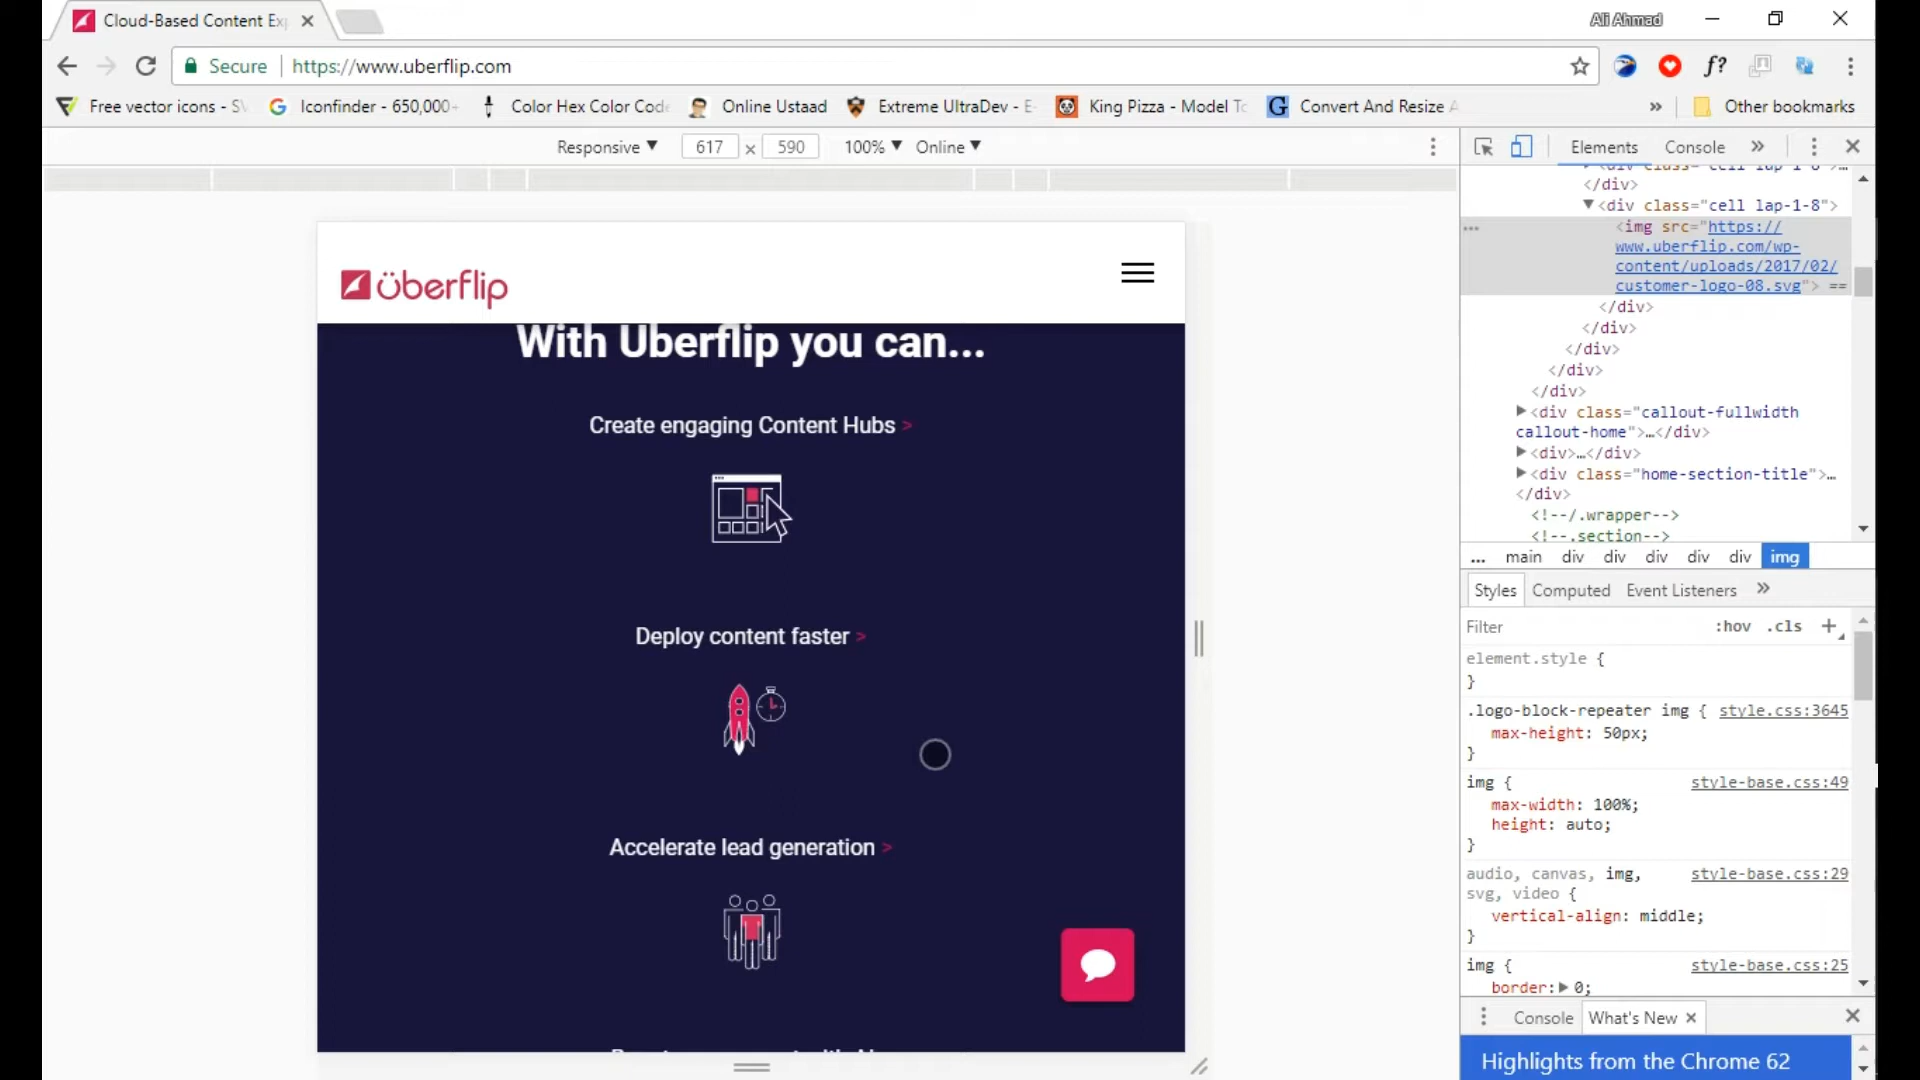 Cloud-Based Content Ex
Ali Ahmad
Secure
https://www.uberflip.com
f?
Free vector icons - SV
Iconfinder - 650,000+
Color Hex Color Code
Online Ustaad
Extreme UltraDev - E
King Pizza - Model To
Convert And Resize A
»
Other bookmarks
Responsive
617 x 590
100%
Online
Elements
Console
»
</div>
<div class="cell lap-1-8">
<img src="https://
www.uberflip.com/wp-
content/uploads/2017/02/
customer-logo-08.svg"> ==
</div>
</div>
</div>
</div>
</div>
<div class="callout-fullwidth
callout-home">…</div>
<div>…</div>
<div class="home-section-title">…
</div>
<!--/.wrapper-->
<!--.section-->
... main div div div div div img
Styles
Computed
Event Listeners
»
Filter
:hov .cls +
element.style {
}
.logo-block-repeater img { style.css:3645
max-height: 50px;
}
img { style-base.css:49
max-width: 100%;
height: auto;
}
audio, canvas, img, style-base.css:29
svg, video {
vertical-align: middle;
}
img { style-base.css:25
border: 0;
Console
What's New
Highlights from the Chrome 62
überflip
With Uberflip you can...
Create engaging Content Hubs >
Deploy content faster >
Accelerate lead generation >